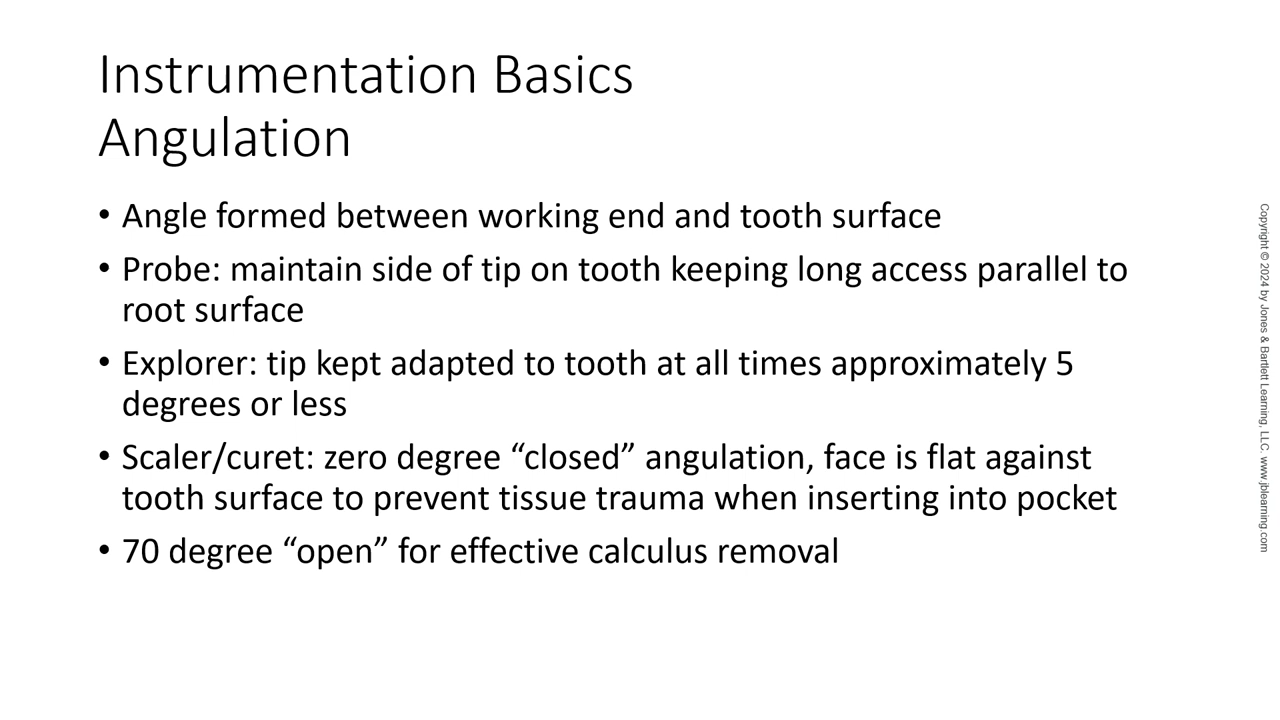 Instrumentation Basics
Angulation
• Angle formed between working end and tooth surface
• Probe: maintain side of tip on tooth keeping long access parallel to
root surface
• Explorer: tip kept adapted to tooth at all times approximately 5
degrees or less
• Scaler/curet: zero degree “closed” angulation, face is flat against
tooth surface to prevent tissue trauma when inserting into pocket
• 70 degree “open” for effective calculus removal
Copyright © 2024 by Jones & Bartlett Learning, LLC. www.jblearning.com